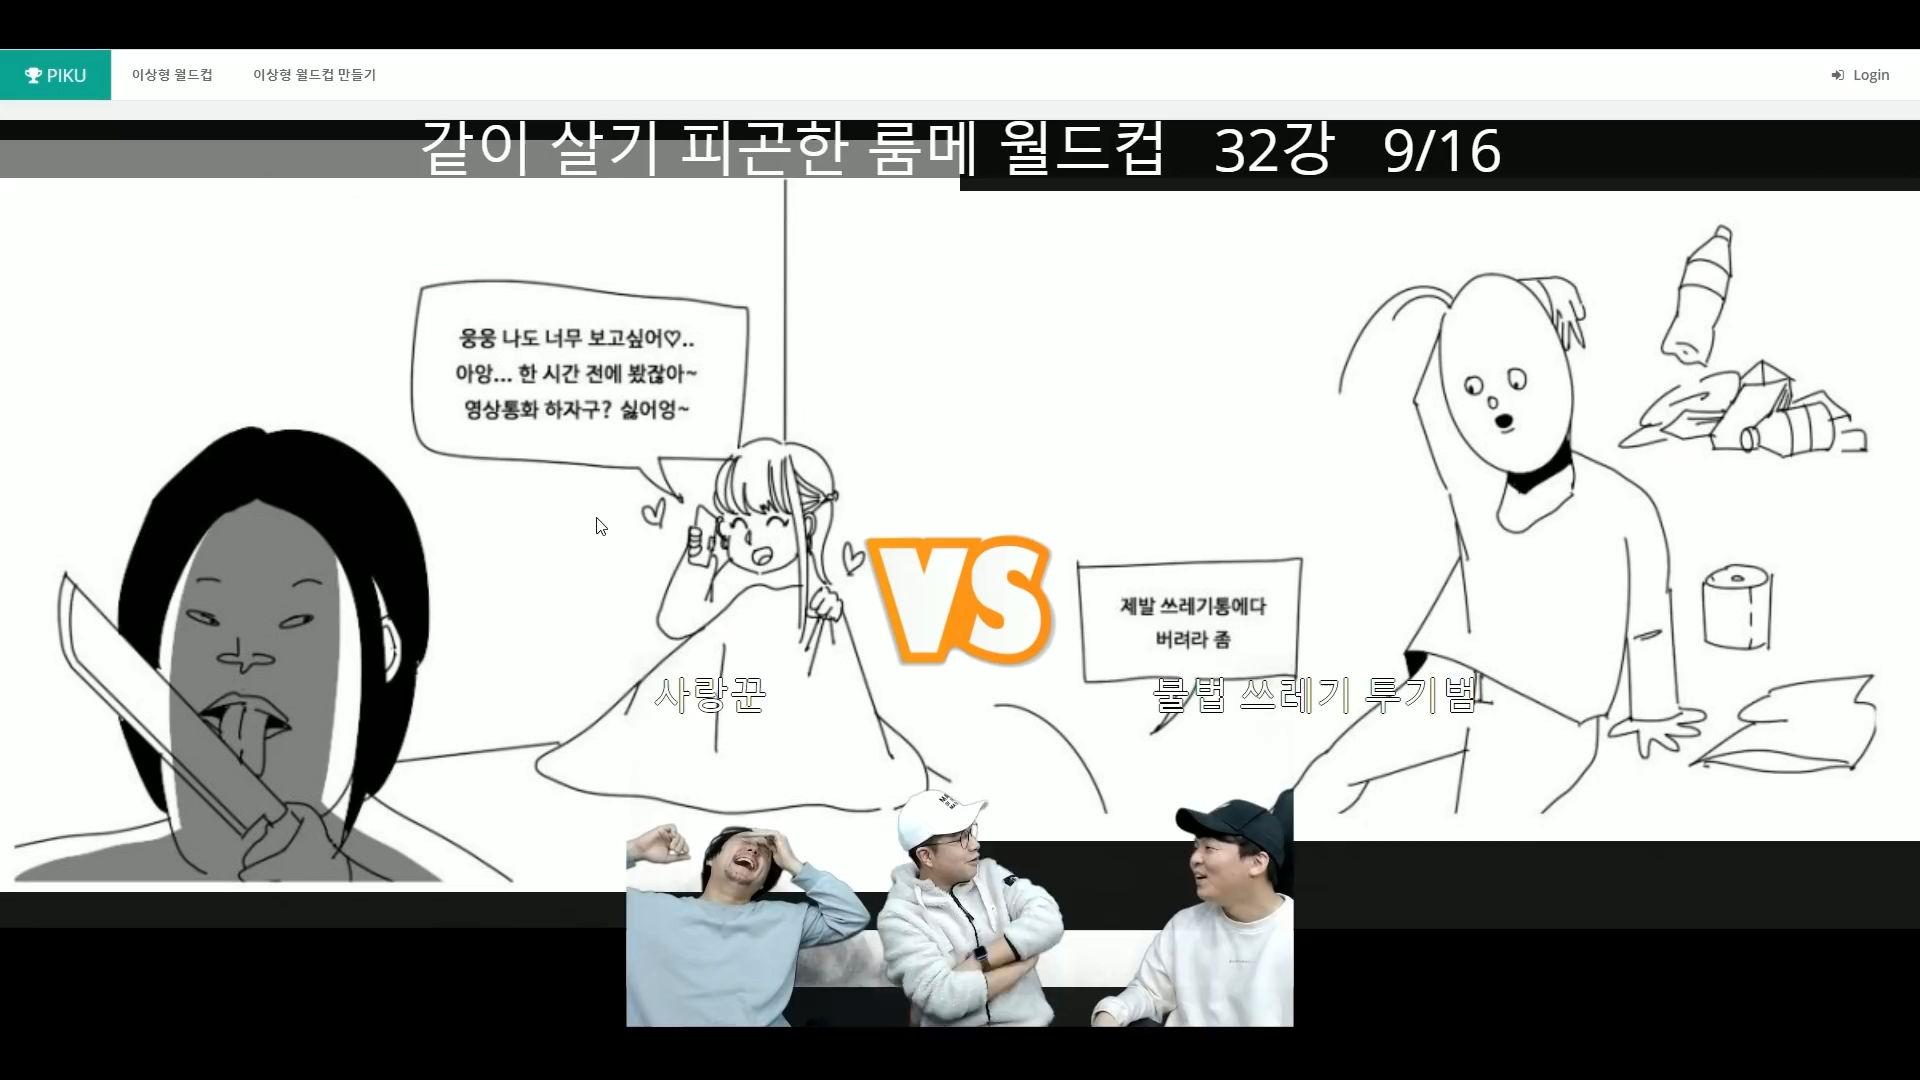 PIKU
이상형 월드컵
이상형 월드컵 만들기
Login
같이 살기 피곤한 룸메 월드컵 32강 9/16
웅웅 나도 너무 보고싶어♡..
아앙... 한 시간 전에 봤잖아~
영상통화 하자구? 싫어엉~
VS
제발 쓰레기통에다
버려라 좀
사랑꾼
불법 쓰레기 투기범